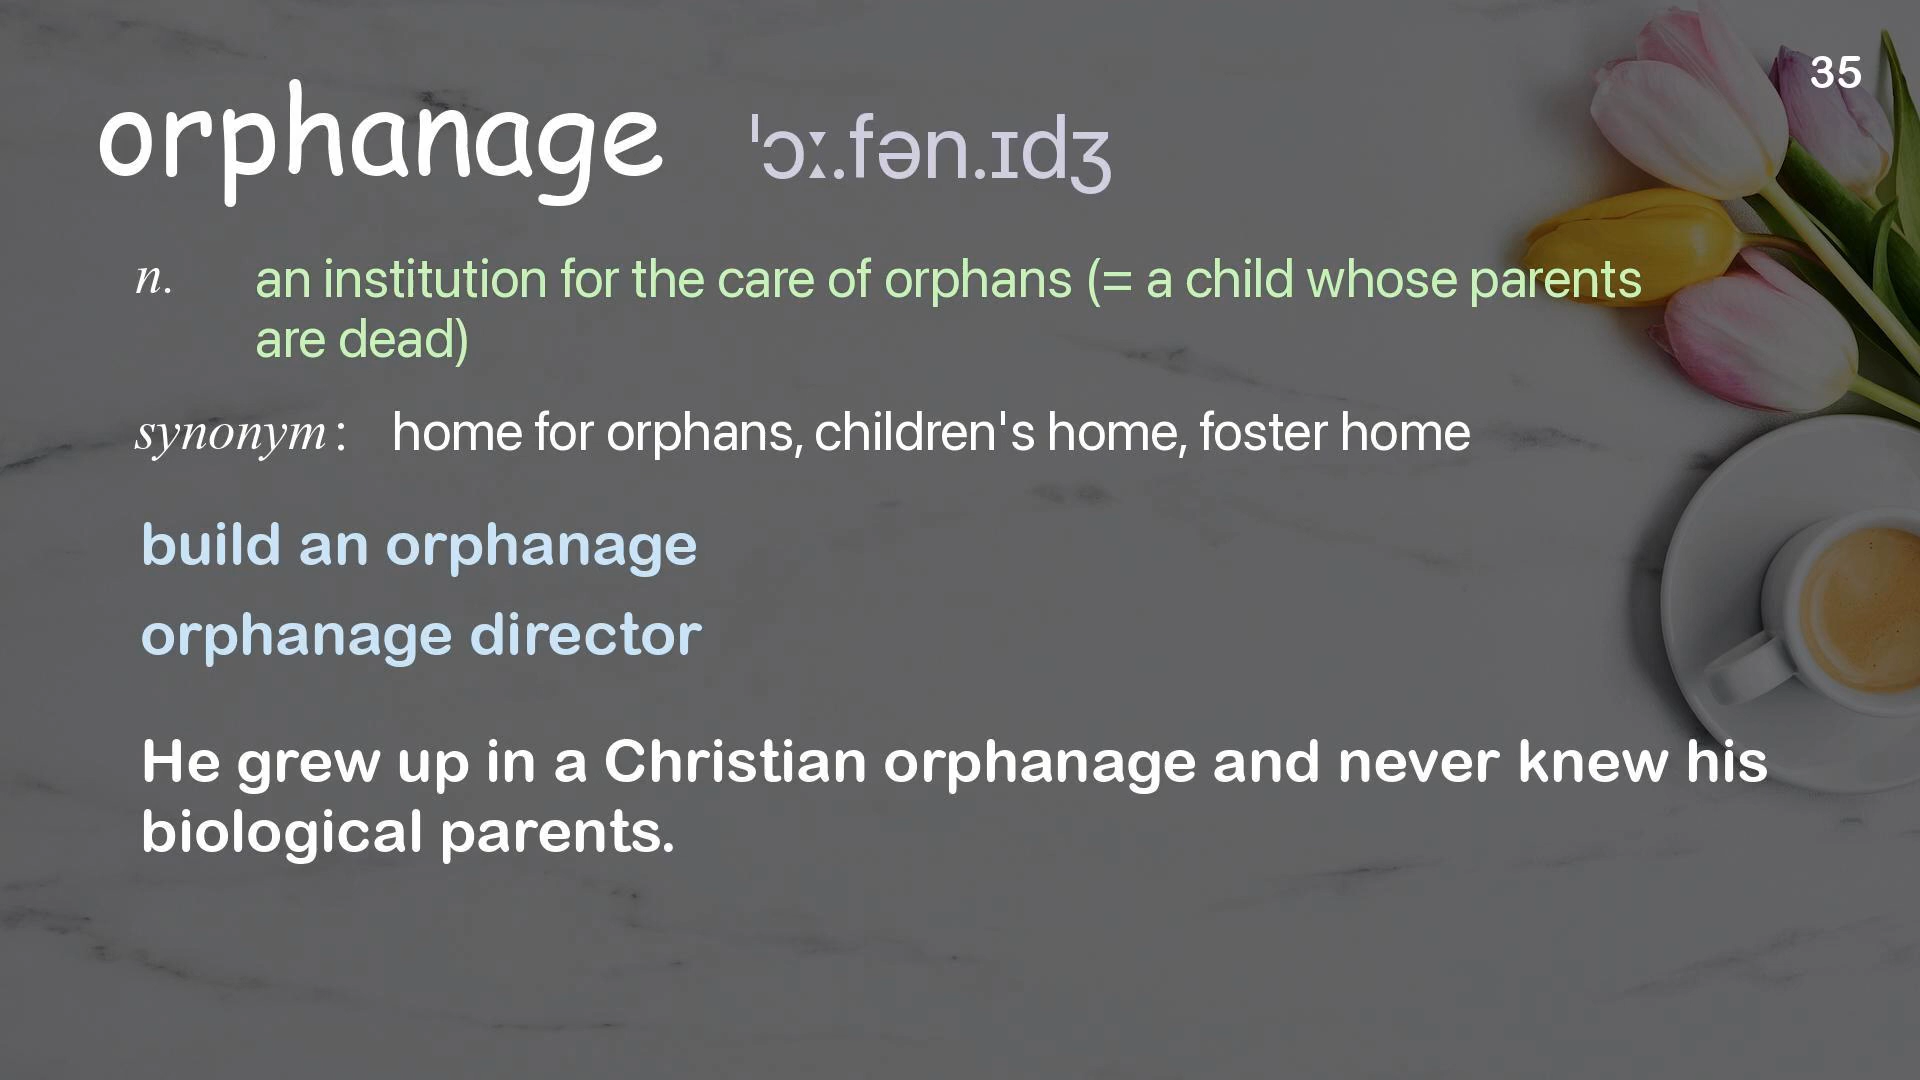 35
orphanage ˈɔː.fən.ɪdʒ
n. an institution for the care of orphans (= a child whose parents
are dead)
synonym: home for orphans, children's home, foster home
build an orphanage
orphanage director
He grew up in a Christian orphanage and never knew his
biological parents.